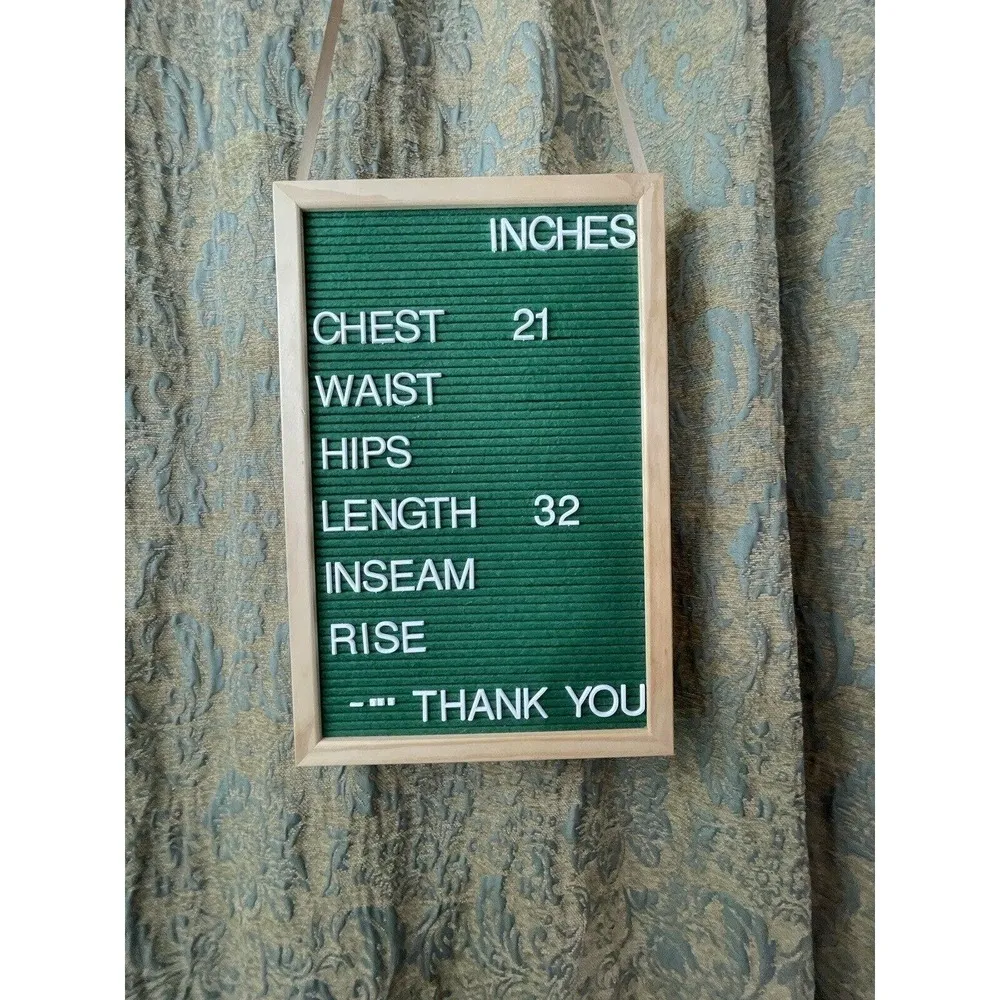 INCHES
CHEST 21
WAIST
HIPS
LENGTH 32
INSEAM
RISE
-"" THANK YOU